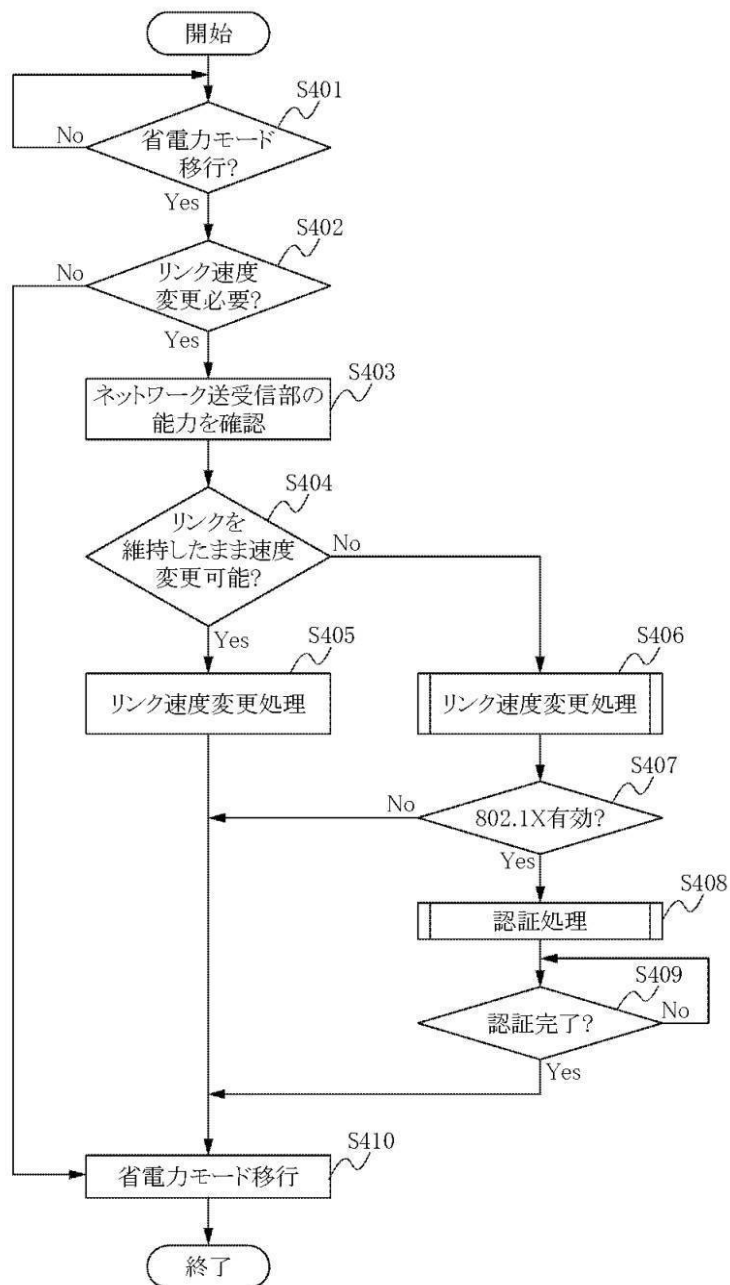 開始
S401
省電力モード
移行?
No
Yes
S402
リンク速度
変更必要?
No
Yes
S403
ネットワーク送受信部の
能力を確認
S404
リンクを
維持したまま速度
変更可能?
No
Yes
S405
リンク速度変更処理
S406
リンク速度変更処理
S407
802.1X有効?
No
Yes
S408
認証処理
S409
認証完了?
No
Yes
S410
省電力モード移行
終了